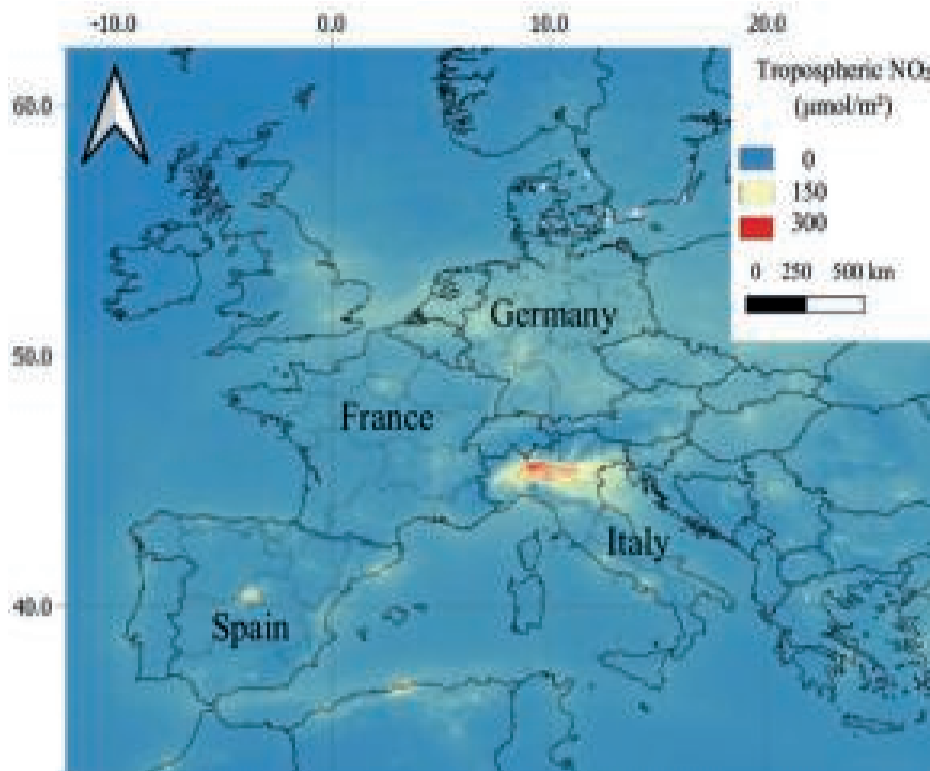 -10.0 0.0 10.0 20.0
Tropospheric NO₂
(μmol/m²)
60.0
0
150
300
0 250 500 km
Germany
50.0
France
Italy
40.0
Spain